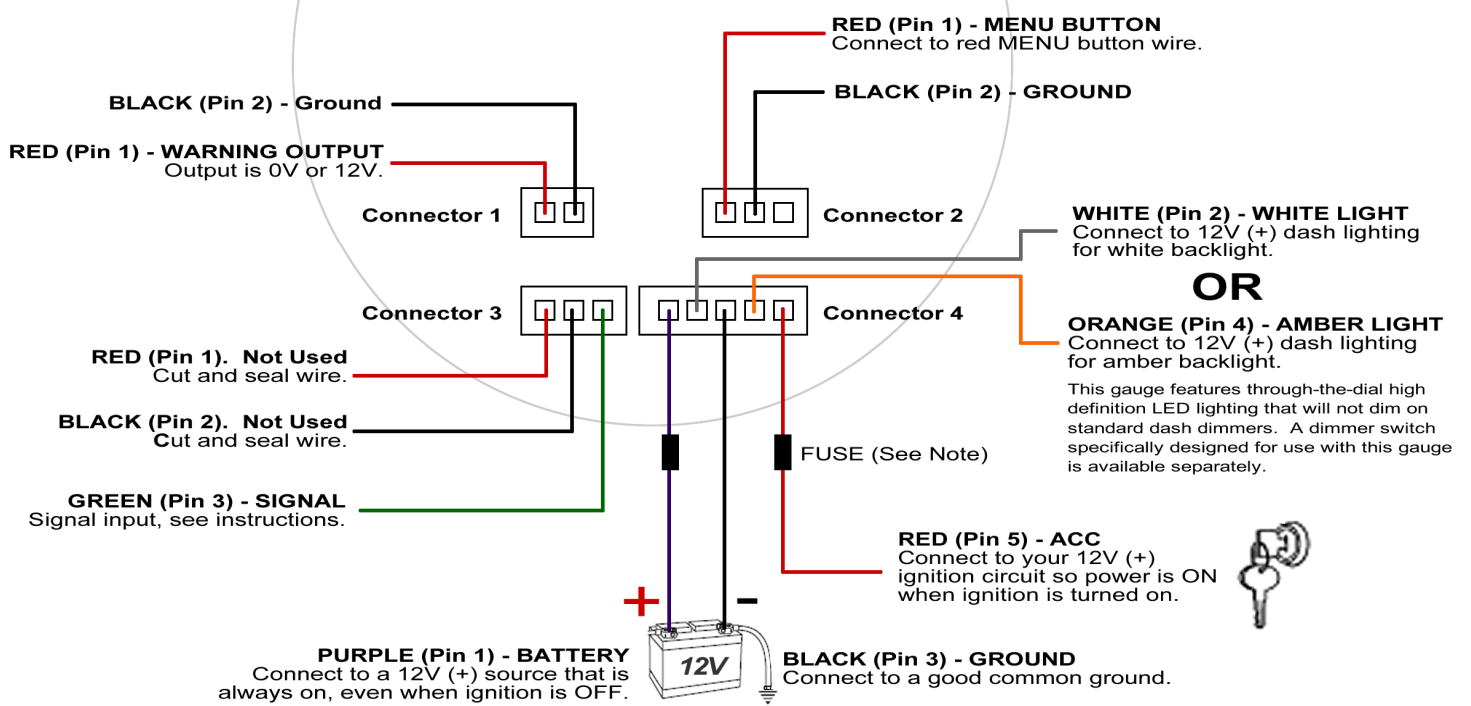 RED (Pin 1) - MENU BUTTON
Connect to red MENU button wire.
BLACK (Pin 2) - Ground
BLACK (Pin 2) - GROUND
RED (Pin 1) - WARNING OUTPUT
Output is 0V or 12V.
Connector 1
Connector 2
WHITE (Pin 2) - WHITE LIGHT
Connect to 12V (+) dash lighting
for white backlight.
OR
Connector 3
Connector 4
ORANGE (Pin 4) - AMBER LIGHT
Connect to 12V (+) dash lighting
for amber backlight.
This gauge features through-the-dial high
definition LED lighting that will not dim on
standard dash dimmers.  A dimmer switch
specifically designed for use with this gauge
is available separately.
RED (Pin 1).  Not Used
Cut and seal wire.
BLACK (Pin 2).  Not Used
Cut and seal wire.
FUSE (See Note)
GREEN (Pin 3) - SIGNAL
Signal input, see instructions.
RED (Pin 5) - ACC
Connect to your 12V (+)
ignition circuit so power is ON
when ignition is turned on.
+ -
12V
PURPLE (Pin 1) - BATTERY
Connect to a 12V (+) source that is
always on, even when ignition is OFF.
BLACK (Pin 3) - GROUND
Connect to a good common ground.